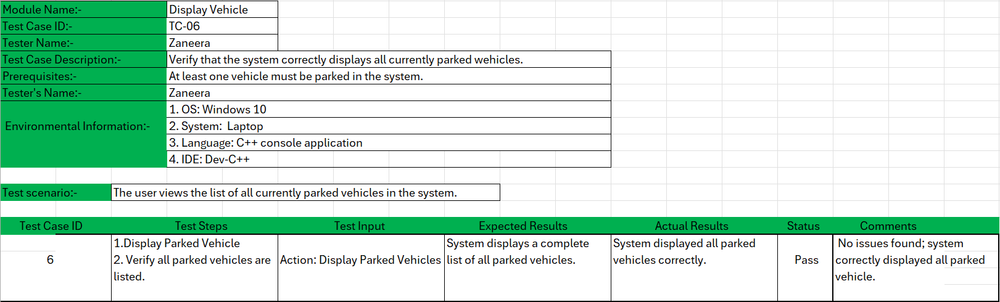 Module Name:- Display Vehicle
Test Case ID:- TC-06
Tester Name:- Zaneera
Test Case Description:- Verify that the system correctly displays all currently parked wehicles.
Prerequisites:- At least one vehicle must be parked in the system.
Tester's Name:- Zaneera
Environmental Information:-
1. OS: Windows 10
2. System: Laptop
3. Language: C++ console application
4. IDE: Dev-C++
Test scenario:- The user views the list of all currently parked vehicles in the system.
Test Case ID Test Steps Test Input Expected Results Actual Results Status Comments
6
1.Display Parked Vehicle
2. Verify all parked vehicles are
listed.
Action: Display Parked Vehicles
System displays a complete
list of all parked vehicles.
System displayed all parked
vehicles correctly.
Pass
No issues found; system
correctly displayed all parked
vehicle.